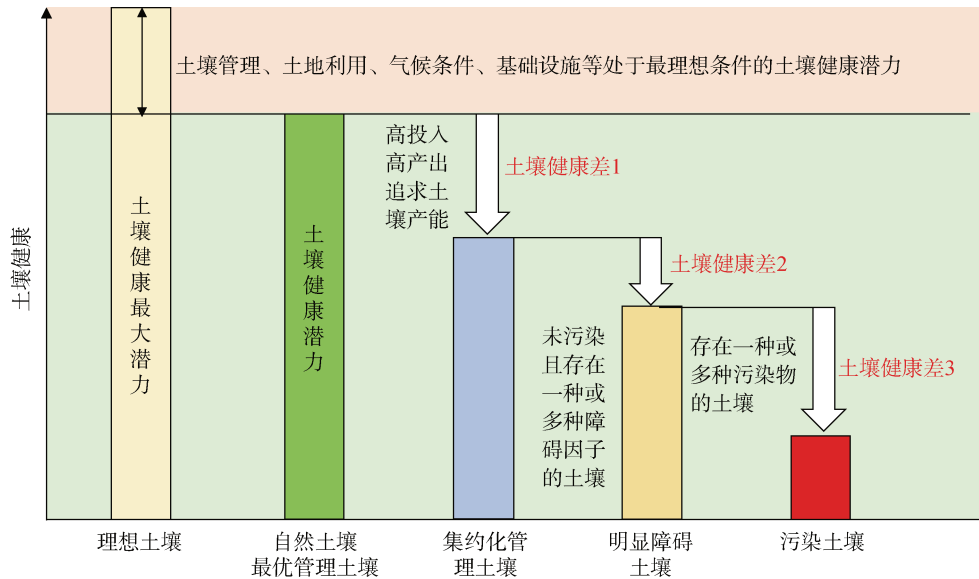 土壤健康
土壤管理、土地利用、气候条件、基础设施等处于最理想条件的土壤健康潜力
土壤健康最大潜力
土壤健康潜力
高投入
高产出
追求土
壤产能
土壤健康差1
土壤健康差2
未污染
且存在
一种或
多种障
碍因子
的土壤
存在一种或
多种污染物
的土壤
土壤健康差3
理想土壤
自然土壤
最优管理土壤
集约化管
理土壤
明显障碍
土壤
污染土壤